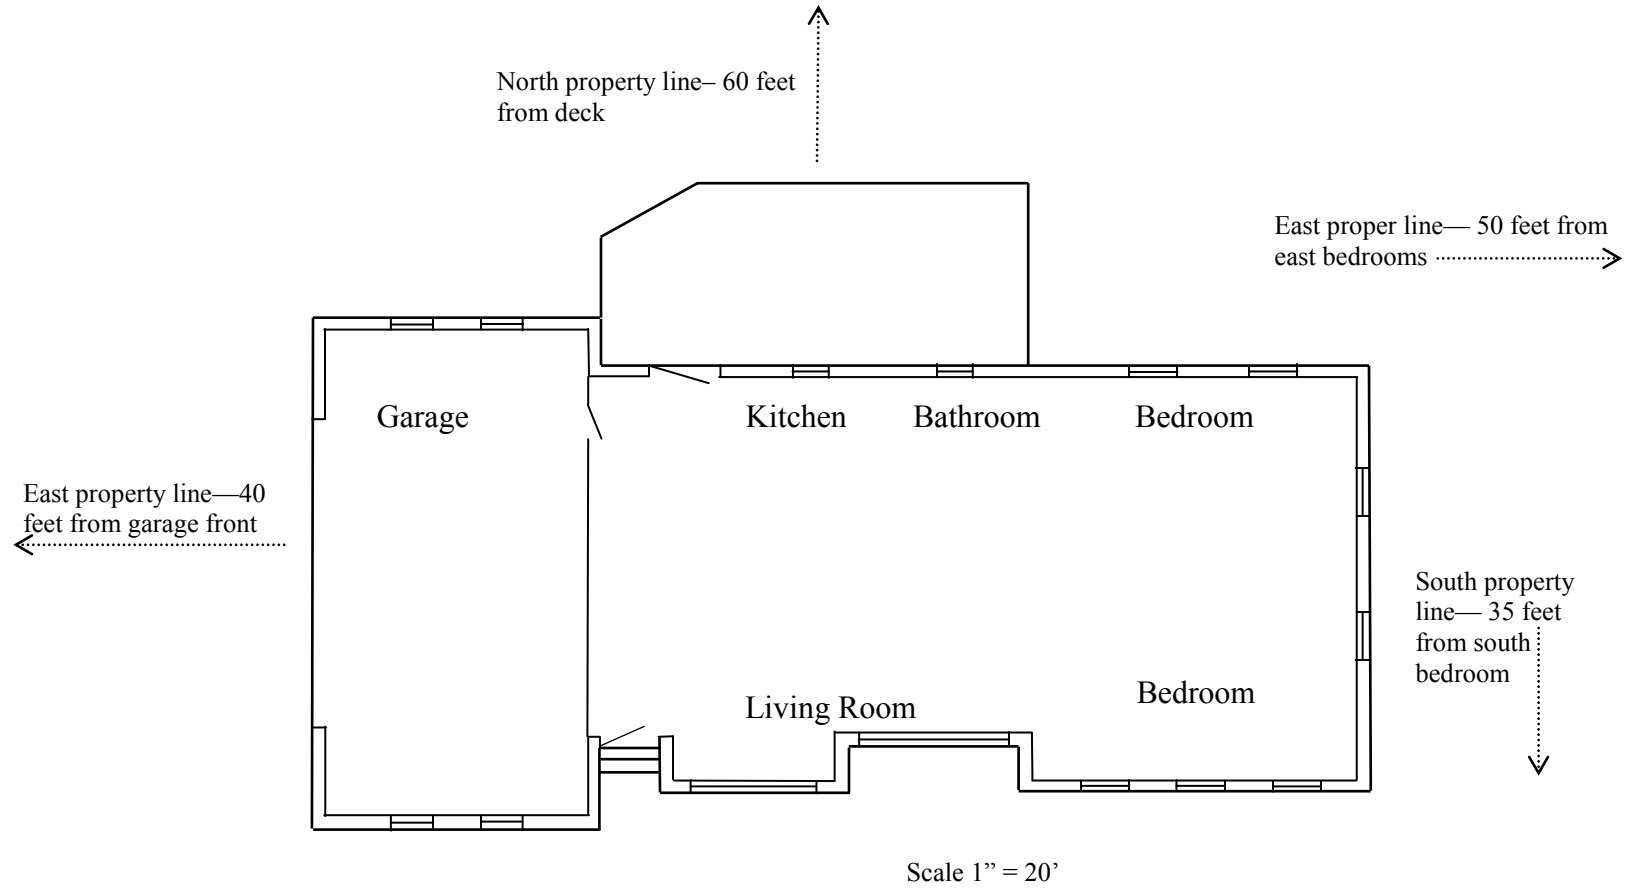 North property line– 60 feet
from deck
East proper line— 50 feet from
east bedrooms
Garage
Kitchen
Bathroom
Bedroom
East property line—40
feet from garage front
South property
line— 35 feet
from south
bedroom
Living Room
Bedroom
Scale 1” = 20’